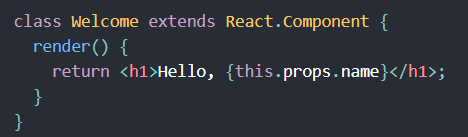 class Welcome extends React.Component {
  render() {
    return <h1>Hello, {this.props.name}</h1>;
  }
}